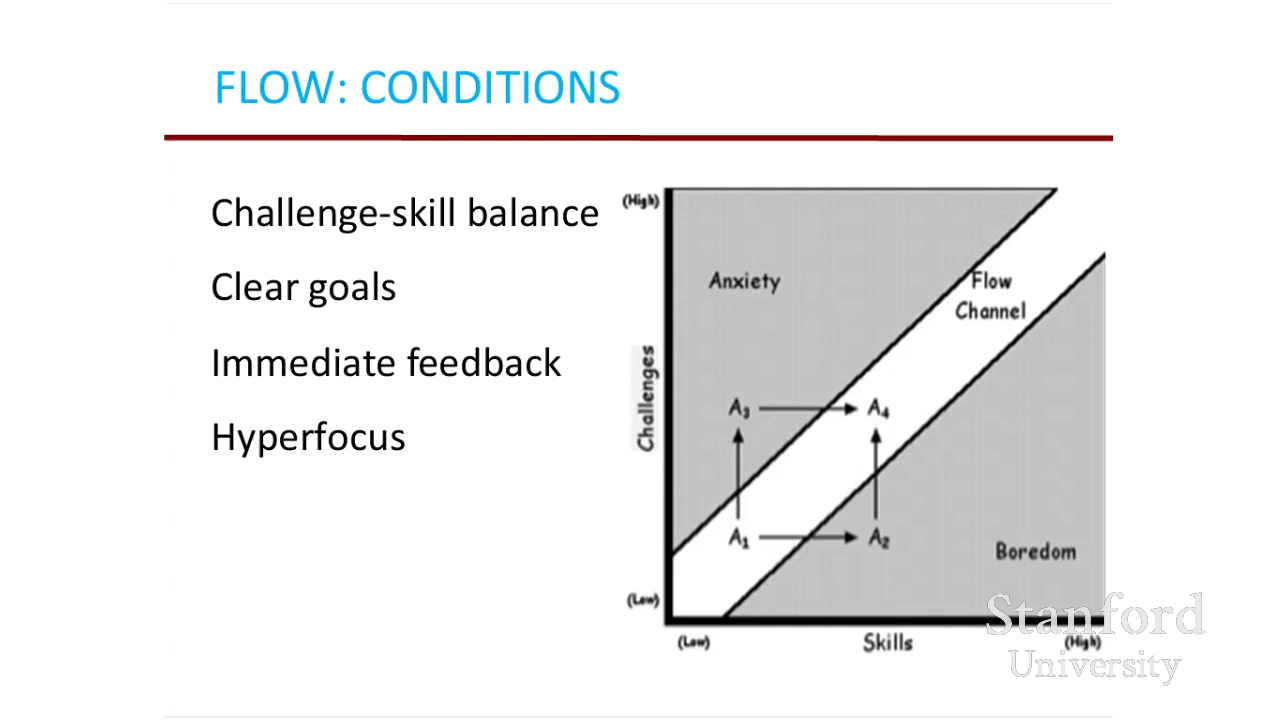 FLOW: CONDITIONS
Challenge-skill balance
Clear goals
Immediate feedback
Hyperfocus
(High)
Anxiety
Flow
Channel
Challenges
A₃
A₄
A₁
A₂
Boredom
(Low)
(Low)
Skills
(High)
Stanford
University